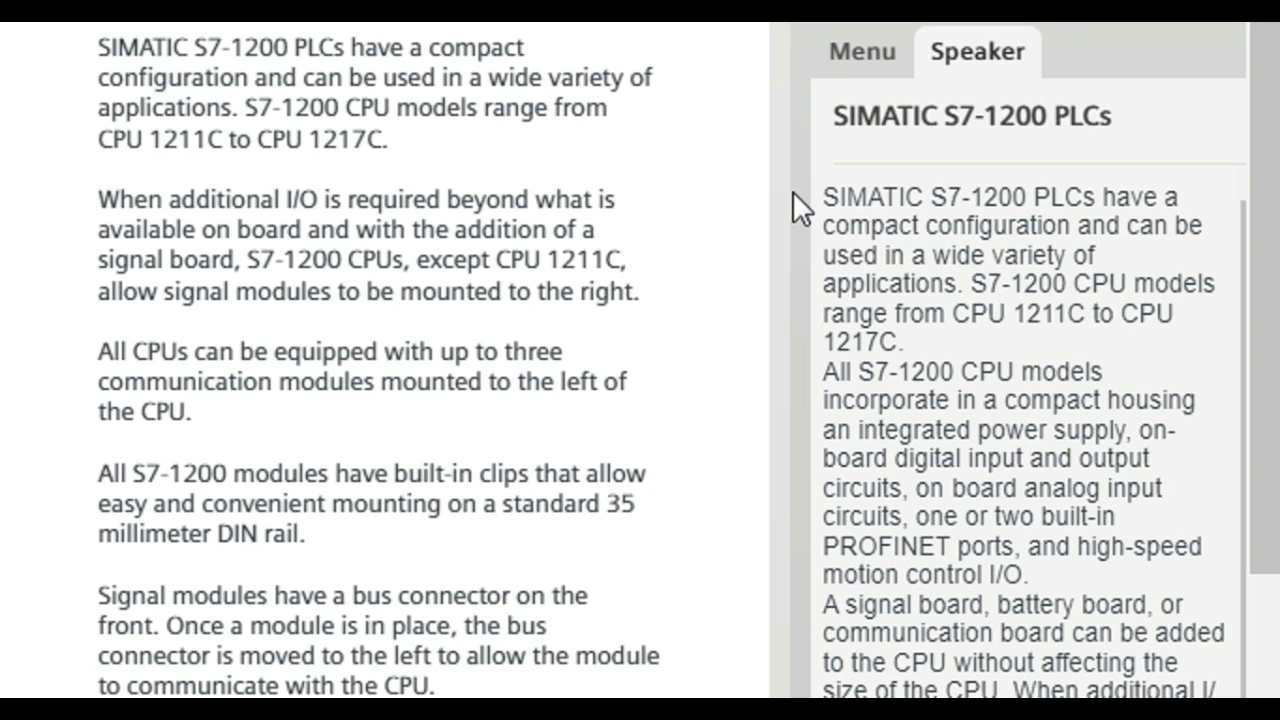 SIMATIC S7-1200 PLCs have a compact
configuration and can be used in a wide variety of
applications. S7-1200 CPU models range from
CPU 1211C to CPU 1217C.
When additional I/O is required beyond what is
available on board and with the addition of a
signal board, S7-1200 CPUs, except CPU 1211C,
allow signal modules to be mounted to the right.
All CPUs can be equipped with up to three
communication modules mounted to the left of
the CPU.
All S7-1200 modules have built-in clips that allow
easy and convenient mounting on a standard 35
millimeter DIN rail.
Signal modules have a bus connector on the
front. Once a module is in place, the bus
connector is moved to the left to allow the module
to communicate with the CPU.
Menu Speaker
SIMATIC S7-1200 PLCs
SIMATIC S7-1200 PLCs have a
compact configuration and can be
used in a wide variety of
applications. S7-1200 CPU models
range from CPU 1211C to CPU
1217C.
All S7-1200 CPU models
incorporate in a compact housing
an integrated power supply, on-
board digital input and output
circuits, on board analog input
circuits, one or two built-in
PROFINET ports, and high-speed
motion control I/O.
A signal board, battery board, or
communication board can be added
to the CPU without affecting the
size of the CPU. When additional I/